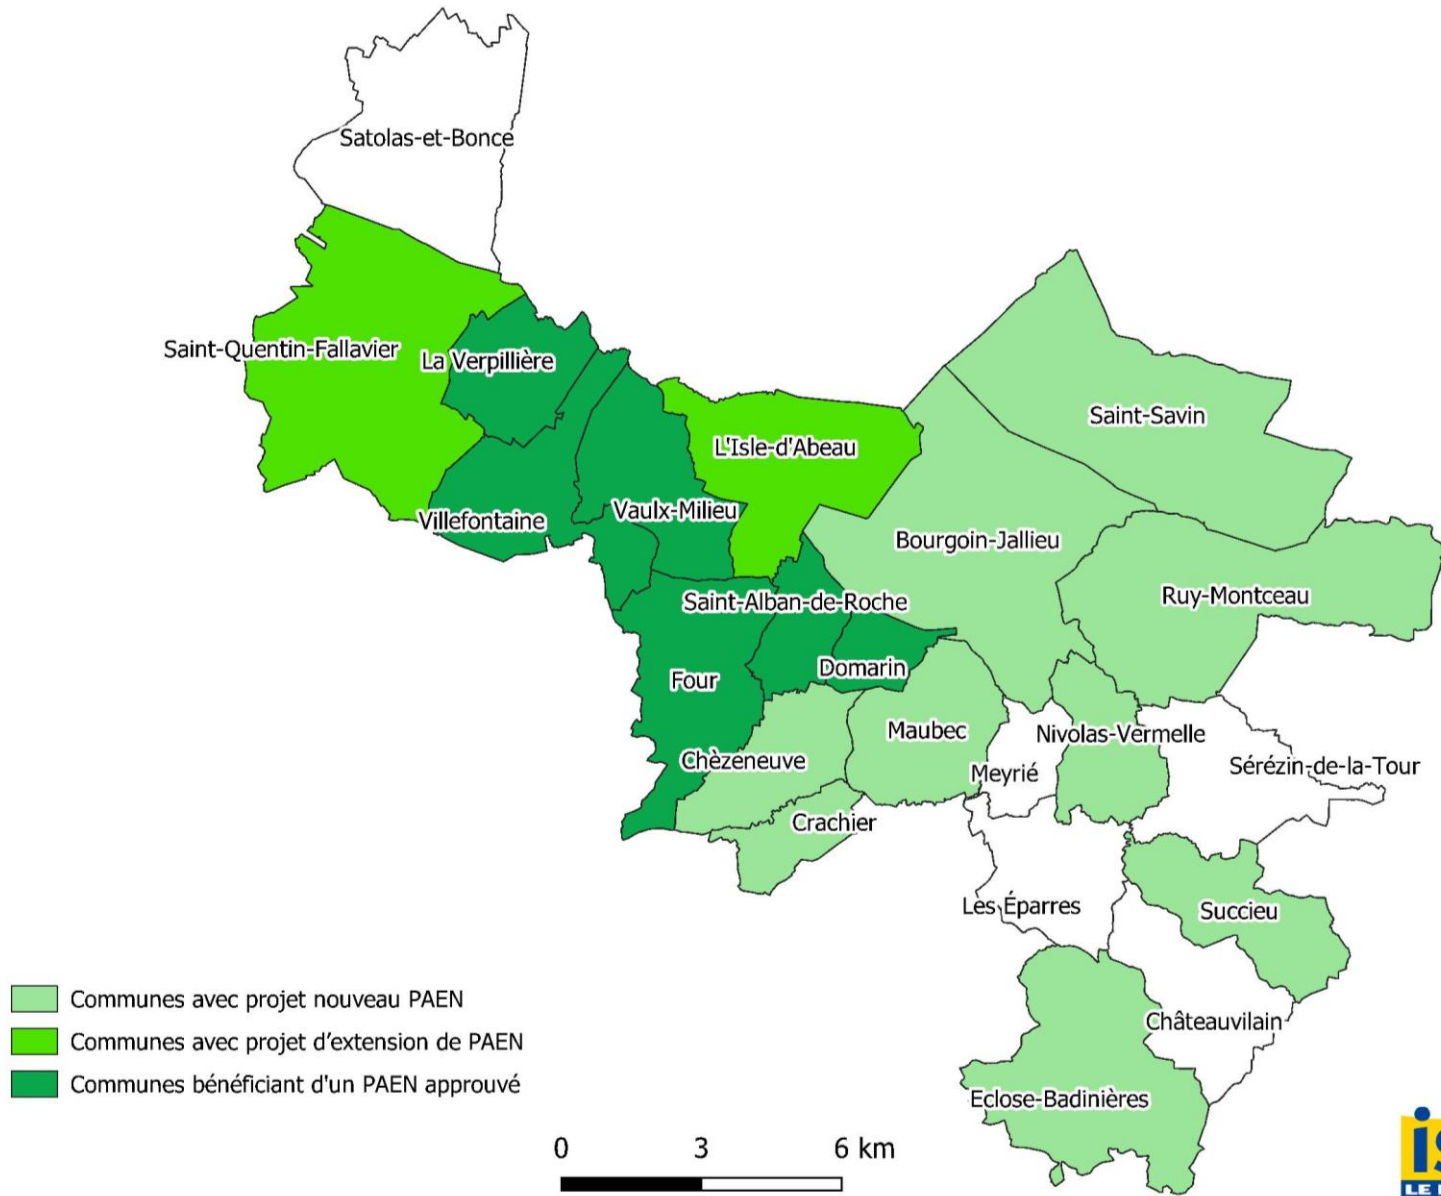 Satolas-et-Bonce
Saint-Quentin-Fallavier
La Verpillière
Saint-Savin
L'Isle-d'Abeau
Villefontaine
Vaulx-Milieu
Bourgoin-Jallieu
Ruy-Montceau
Saint-Alban-de-Roche
Domarin
Four
Maubec
Nivolas-Vermelle
Chèzeneuve
Meyrié
Sérézin-de-la-Tour
Crachier
Les Éparres
Succieu
Châteauvilain
Eclose-Badinières
Communes avec projet nouveau PAEN
Communes avec projet d'extension de PAEN
Communes bénéficiant d'un PAEN approuvé
0 3 6 km